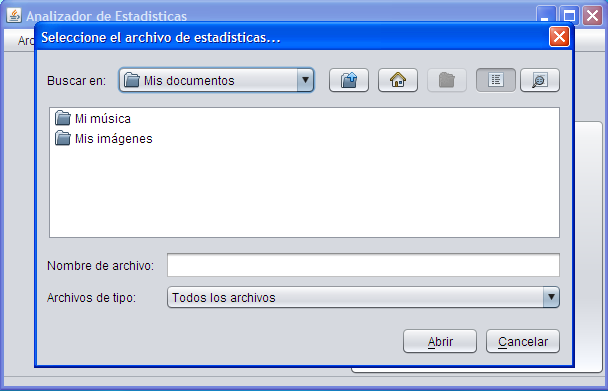 Analizador de Estadisticas
Arc
Seleccione el archivo de estadisticas...
Buscar en:
Mis documentos
Mi música
Mis imágenes
Nombre de archivo:
Archivos de tipo:
Todos los archivos
Abrir
Cancelar